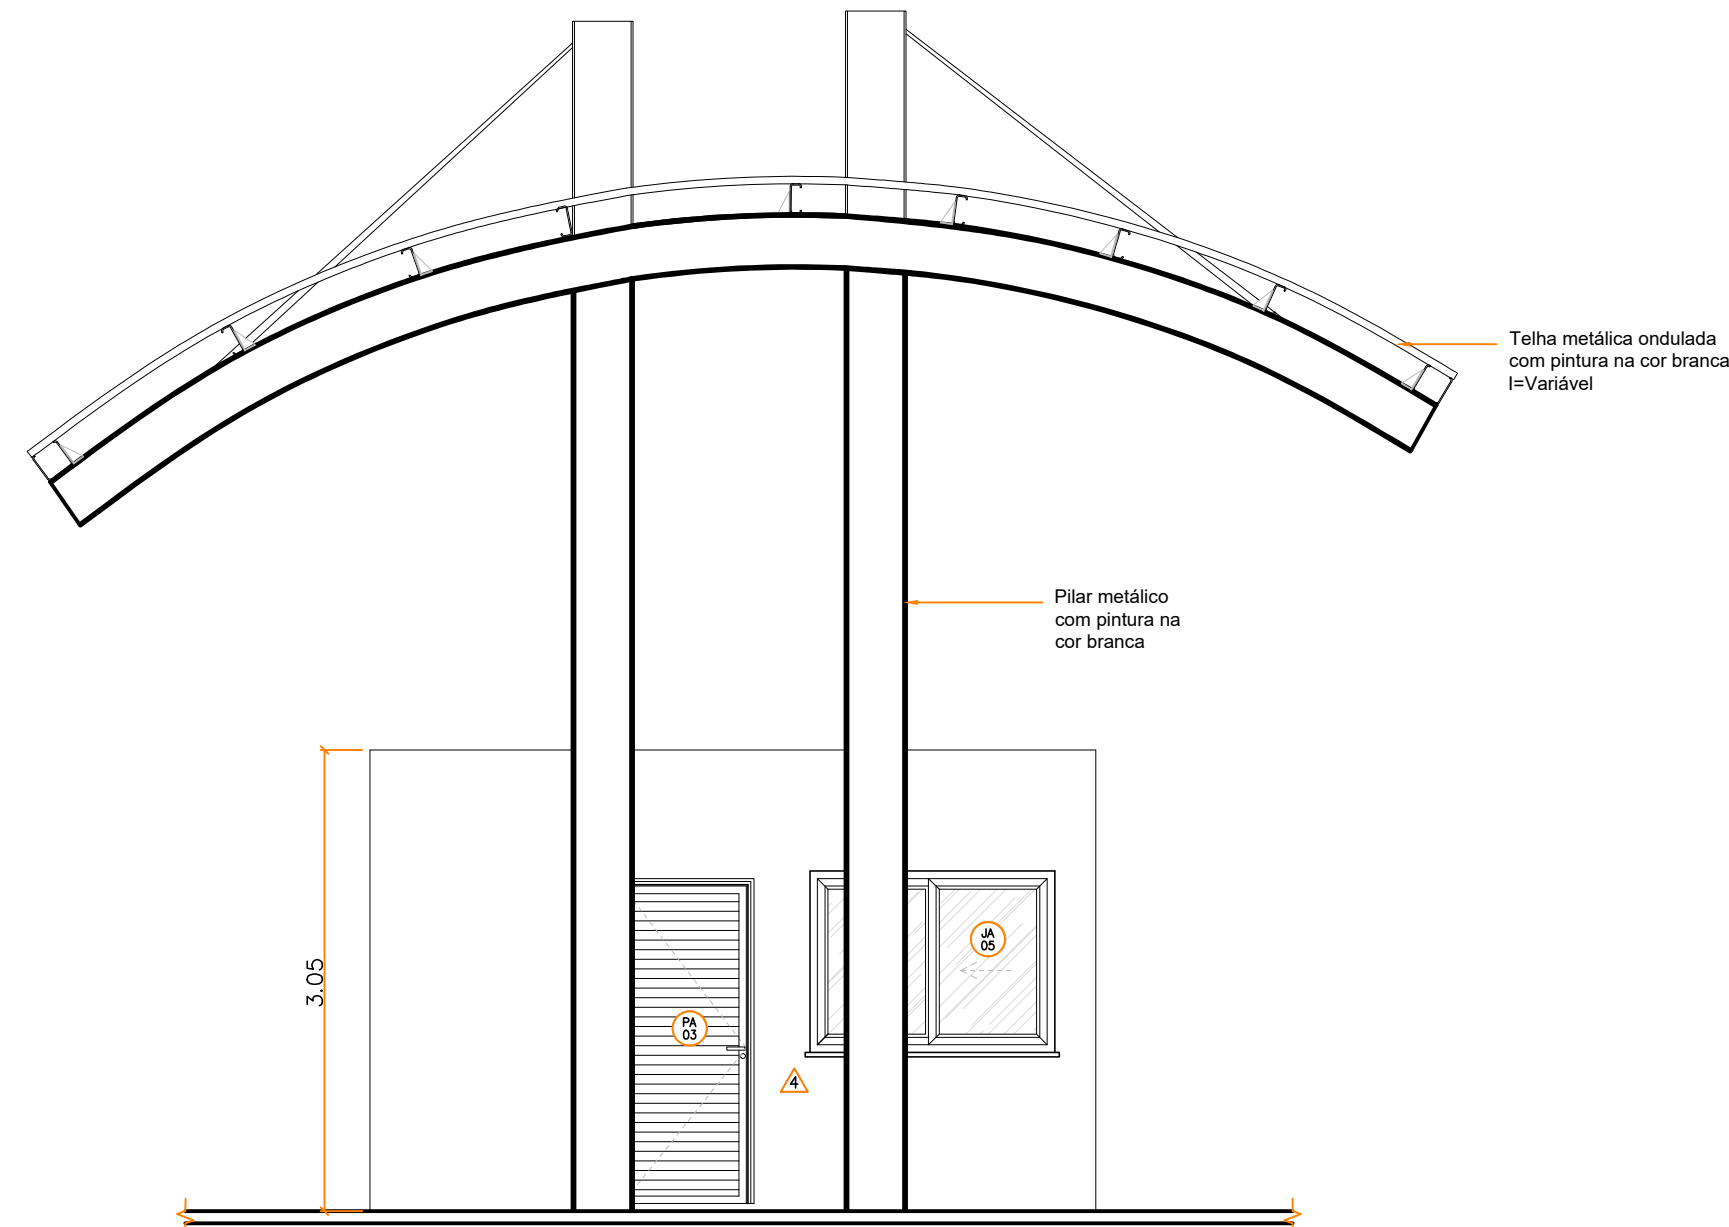 Telha metálica ondulada
com pintura na cor branca
I=Variável
Pilar metálico
com pintura na
cor branca
3.05
JA
05
PA
03
4